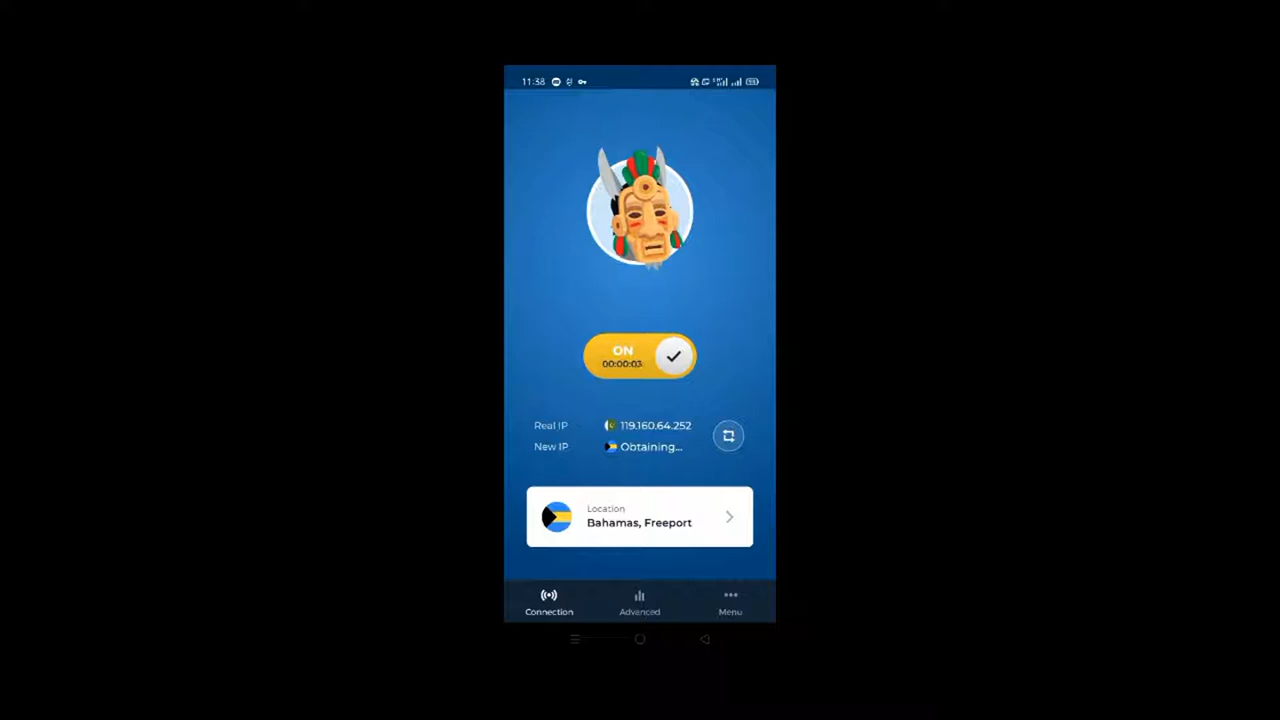 11:38
ON
00:00:03
Real IP 119.160.64.252
New IP Obtaining...
Location
Bahamas, Freeport
Connection Advanced Menu